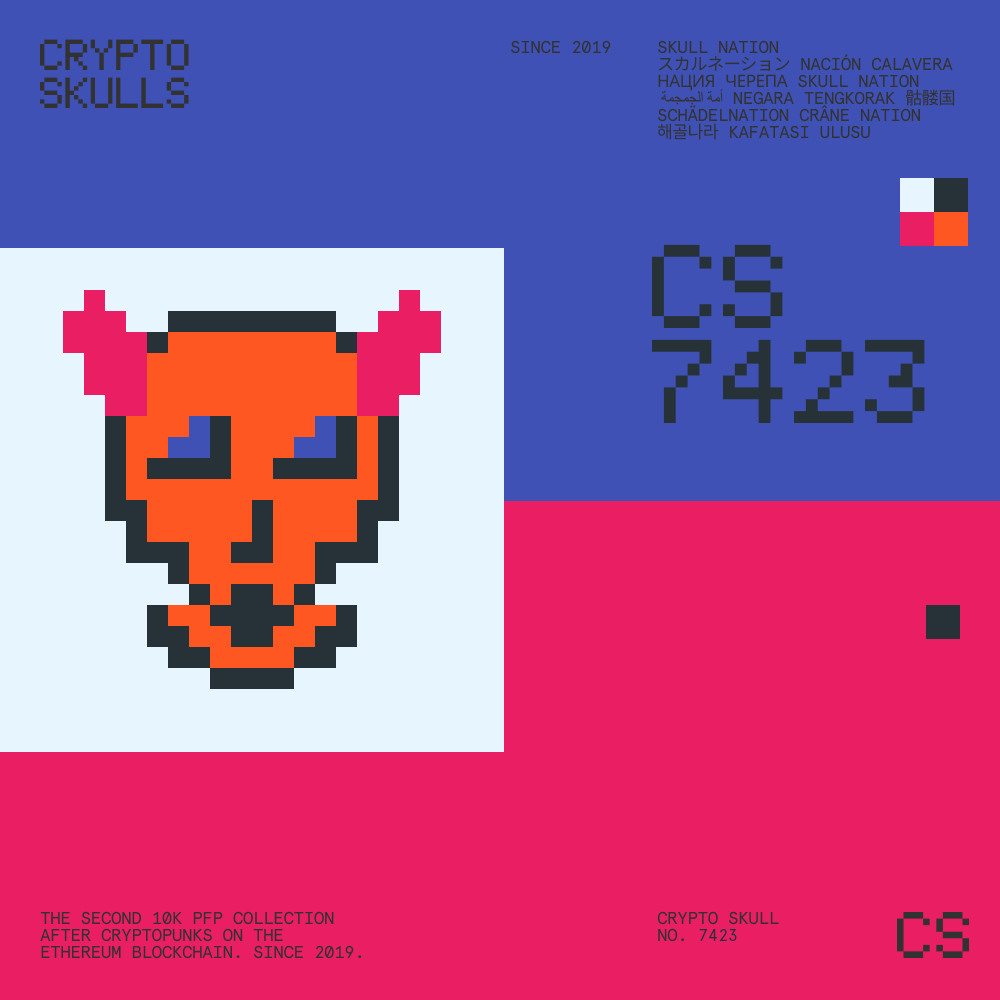 CRYPTO
SKULLS
SINCE 2019
SKULL NATION
スカルネーション NACIÓN CALAVERA
НАЦИЯ ЧЕРЕПА SKULL NATION
أمة الجمجمة NEGARA TENGKORAK 骷髅国
SCHÄDELNATION CRÂNE NATION
해골나라 KAFATASI ULUSU
CS
7423
THE SECOND 10K PFP COLLECTION
AFTER CRYPTOPUNKS ON THE
ETHEREUM BLOCKCHAIN. SINCE 2019.
CRYPTO SKULL
NO. 7423
CS